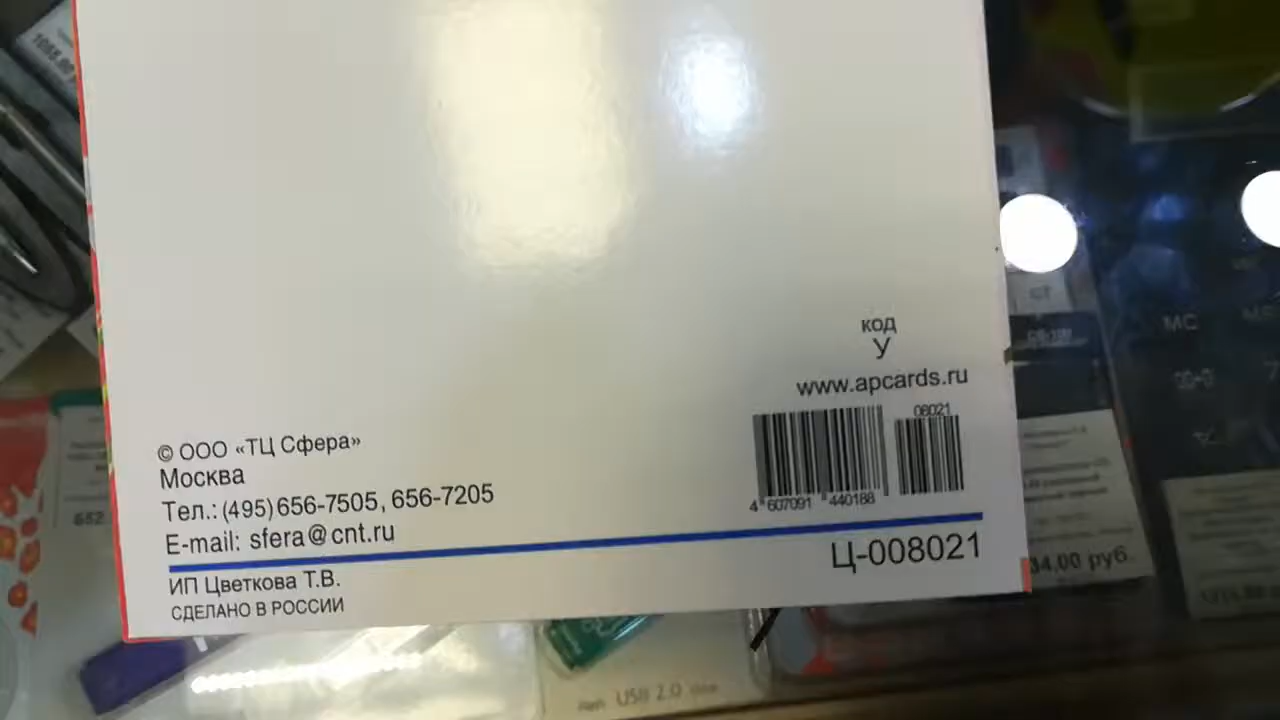 код
У
www.apcards.ru
08021
4 607091 440188
© ООО «ТЦ Сфера»
Москва
Тел.: (495) 656-7505, 656-7205
E-mail: sfera@cnt.ru
Ц-008021
ИП Цветкова Т.В.
СДЕЛАНО В РОССИИ
34,00 руб
USB 2.0
MC